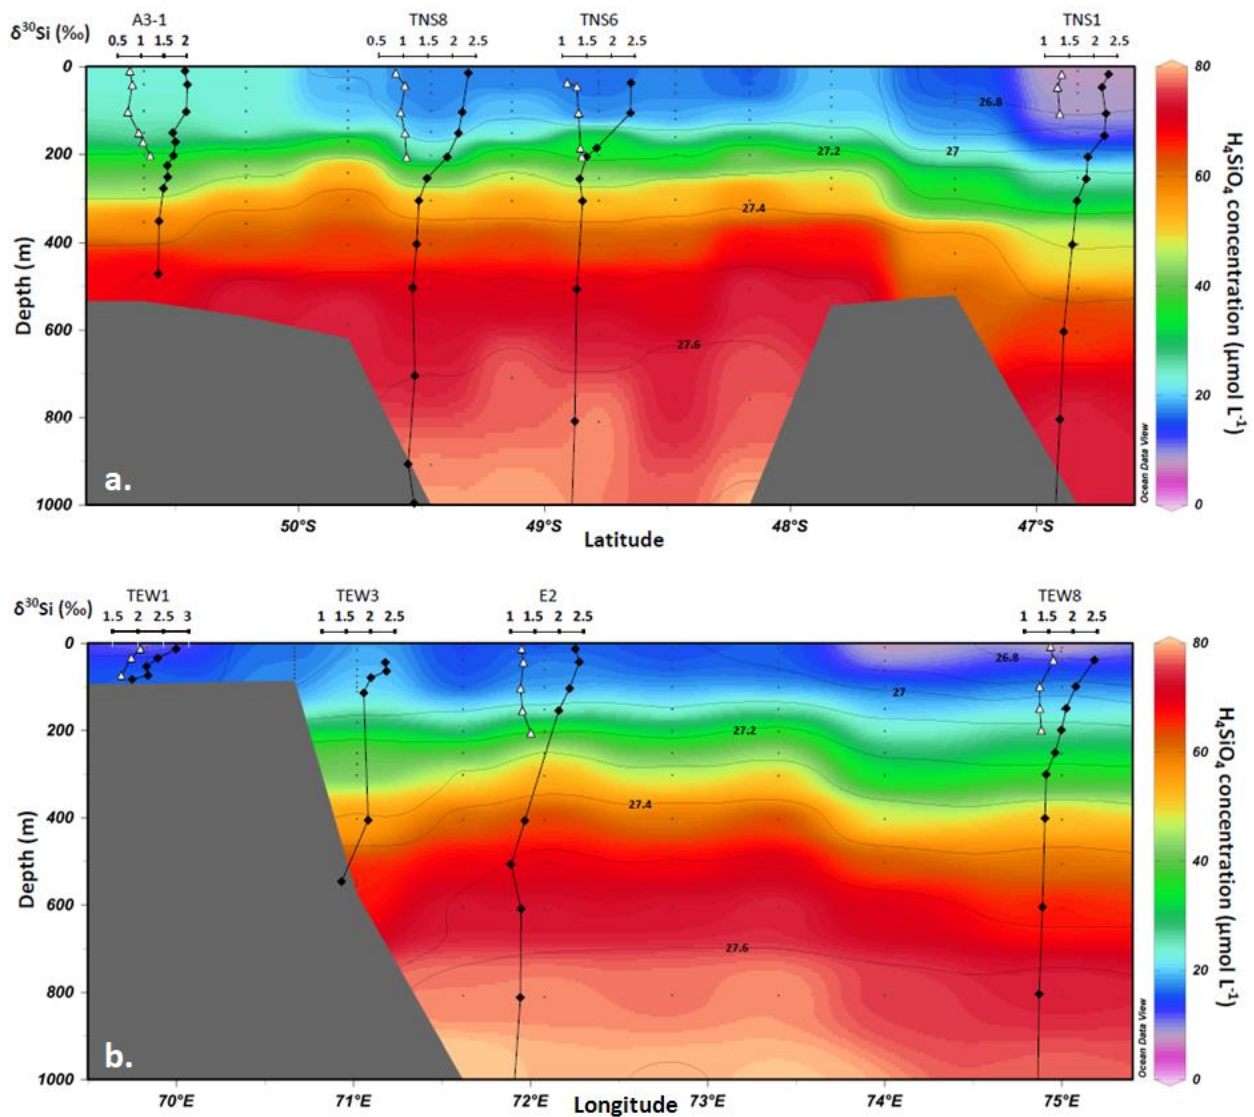 A3-1 TNS8 TNS6 TNS1
δ³⁰Si (‰)
0.5 1 1.5 2 0.5 1 1.5 2 2.5 1 1.5 2 2.5 1 1.5 2 2.5
0
200
400
600
800
1000
Depth (m)
26.8
27.2
27
27.4
27.6
a.
Ocean Data View
50°S 49°S 48°S 47°S
Latitude
80
60
40
20
0
H₄SiO₄ concentration (µmol L⁻¹)
TEW1 TEW3 E2 TEW8
δ³⁰Si (‰)
1.5 2 2.5 3 1 1.5 2 2.5 1 1.5 2 2.5 1 1.5 2 2.5
0
200
400
600
800
1000
Depth (m)
26.8
27
27.2
27.4
27.6
b.
Ocean Data View
70°E 71°E 72°E 73°E 74°E 75°E
Longitude
80
60
40
20
0
H₄SiO₄ concentration (µmol L⁻¹)